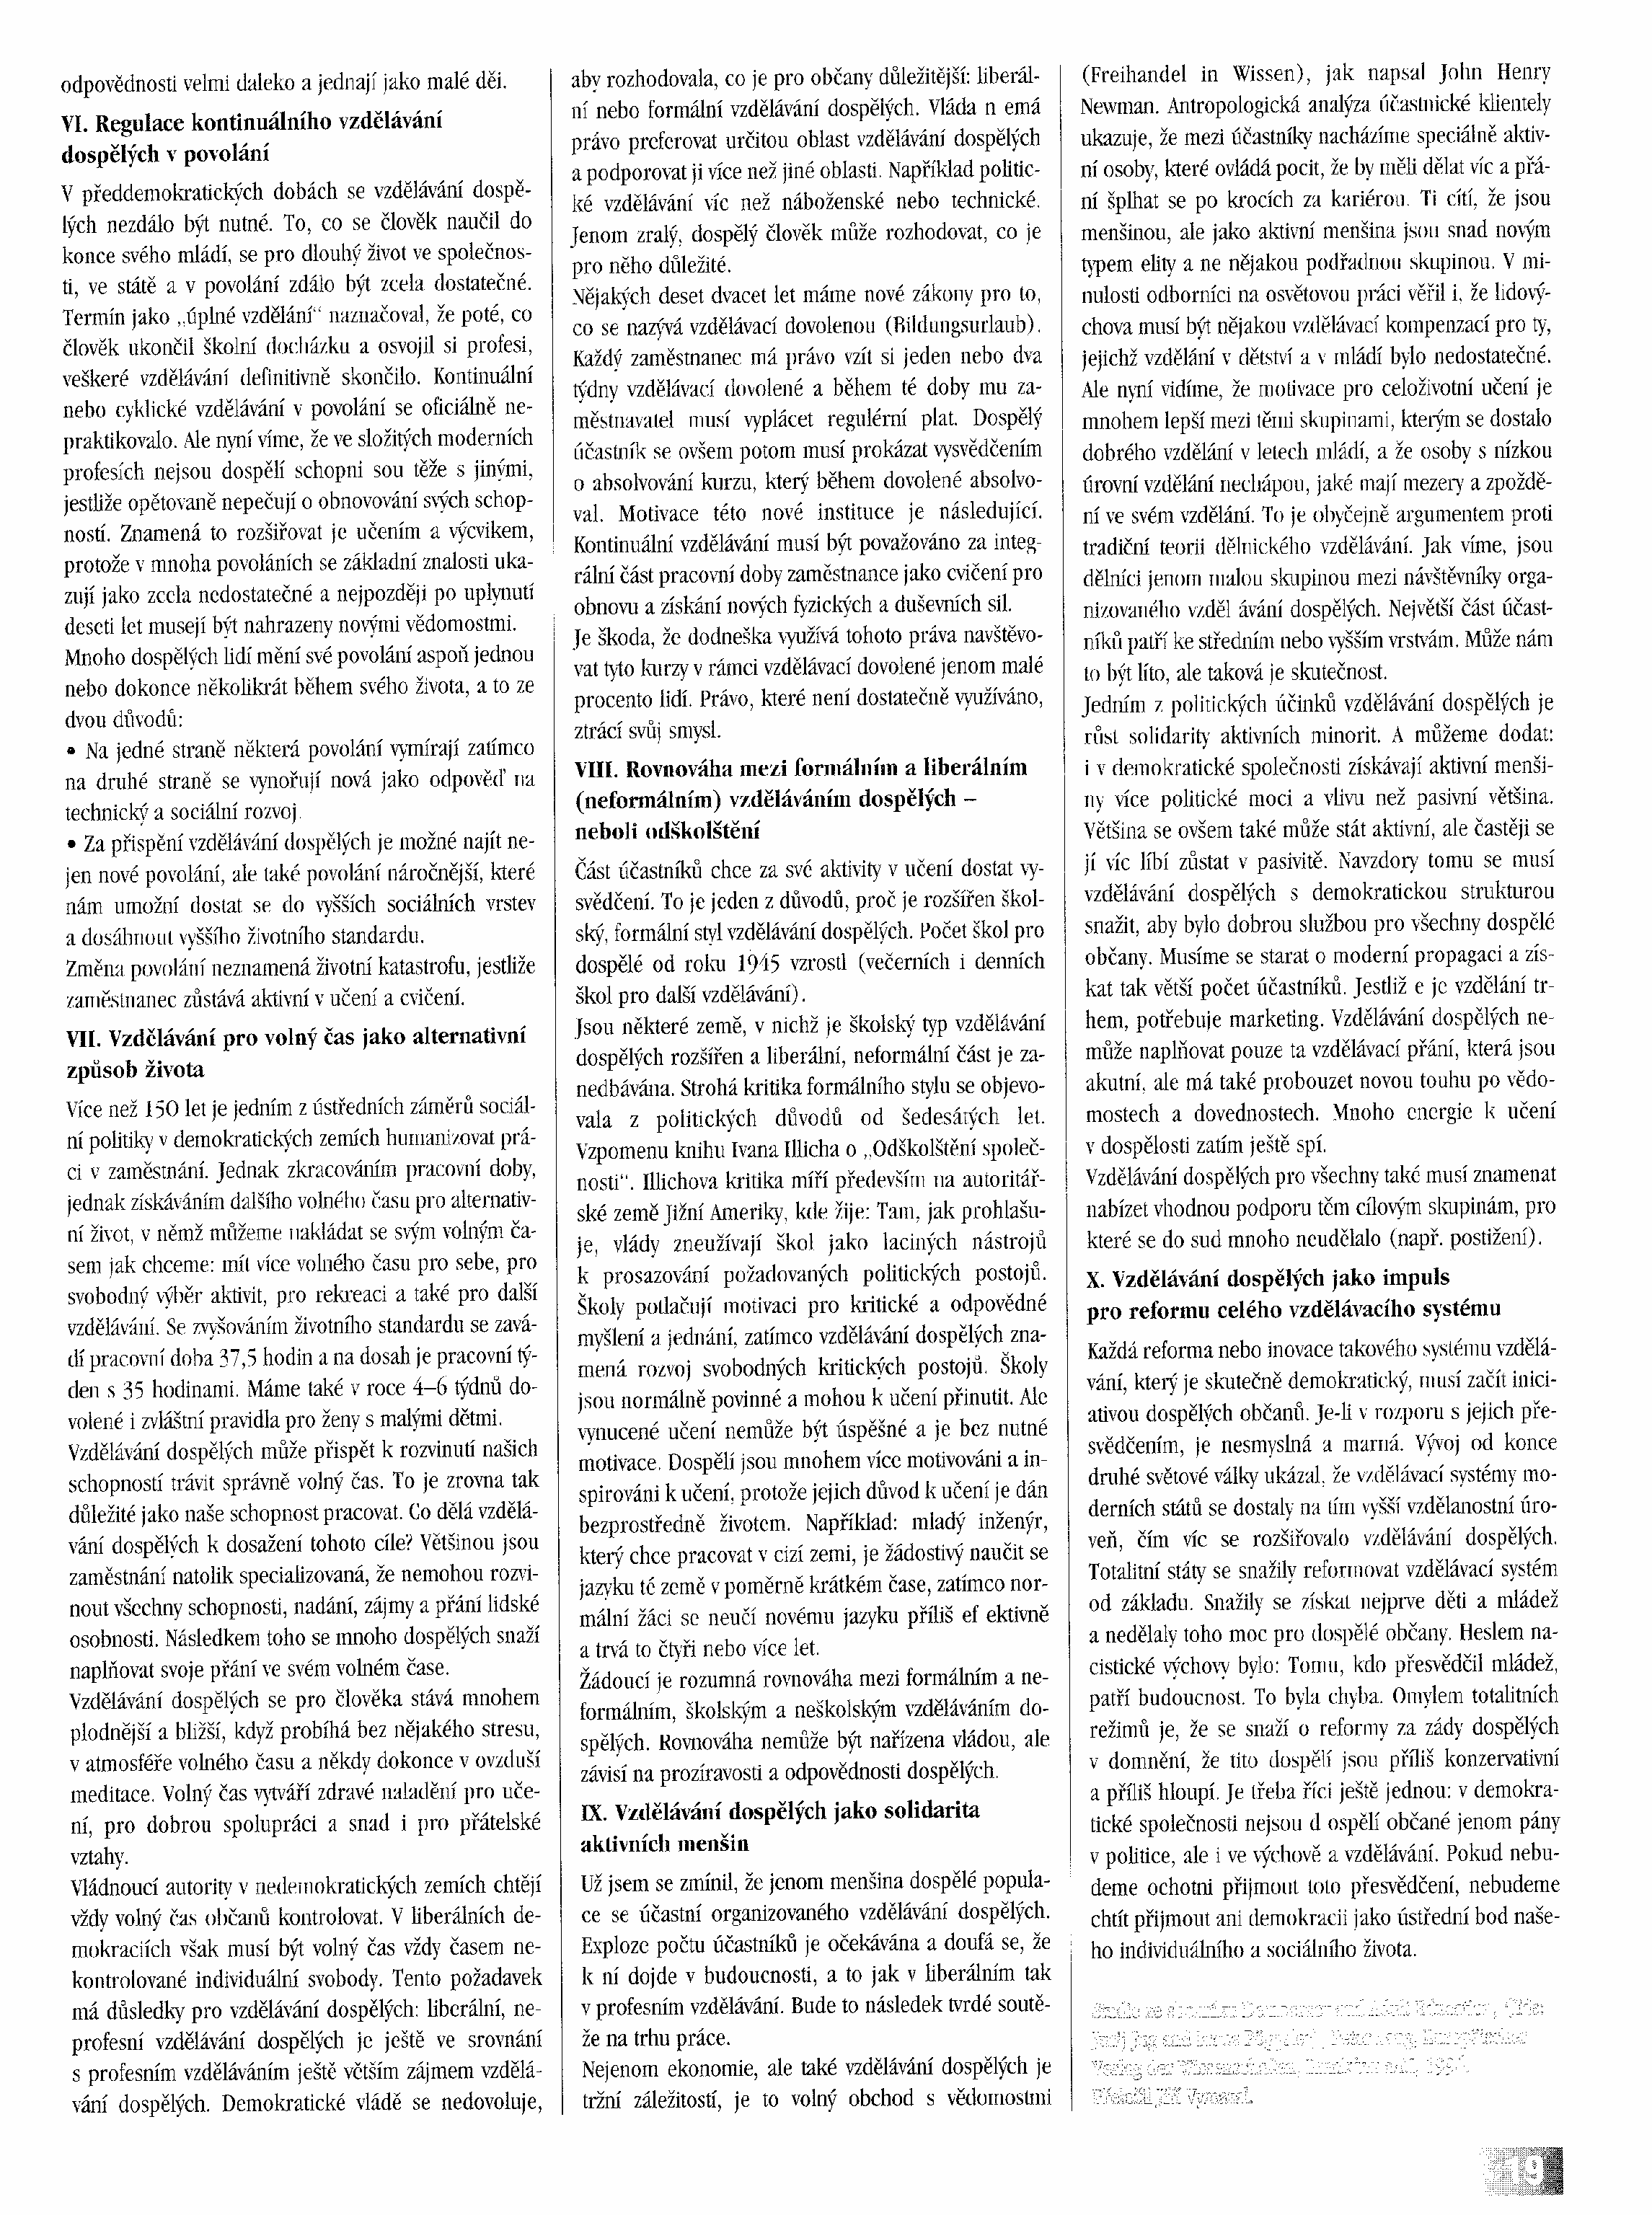 odpovědnosti velmi daleko a jednají jako malé děi.
VI. Regulace kontinuálního vzdělávání
dospělých v povolání
V předdemokratických dobách se vzdělávání dospě-
lých nezdálo být nutné. To, co se člověk naučil do
konce svého mládí, se pro dlouhý život ve společnos-
ti, ve státě a v povolání zdálo být zcela dostatečné.
Termín jako „úplné vzdělání“ naznačoval, že poté, co
člověk ukončil školní docházku a osvojil si profesi,
veškeré vzdělávání definitivně skončilo. Kontinuální
nebo cyklické vzdělávání v povolání se oficiálně ne-
praktikovalo. Ale nyní víme, že ve složitých moderních
profesích nejsou dospělí schopni sou těže s jinými,
jestliže opětovaně nepečují o obnovování svých schop-
ností. Znamená to rozšiřovat je učením a výcvikem,
protože v mnoha povoláních se základní znalosti uka-
zují jako zcela nedostatečné a nejpozději po uplynutí
deseti let musejí být nahrazeny novými vědomostmi.
Mnoho dospělých lidí mění své povolání aspoň jednou
nebo dokonce několikrát během svého života, a to ze
dvou důvodů:
• Na jedné straně některá povolání vymírají zatímco
na druhé straně se vynořují nová jako odpověď na
technický a sociální rozvoj.
• Za přispění vzdělávání dospělých je možné najít ne-
jen nové povolání, ale také povolání náročnější, které
nám umožní dostat se do vyšších sociálních vrstev
a dosáhnout vyššího životního standardu.
Změna povolání neznamená životní katastrofu, jestliže
zaměstnanec zůstává aktivní v učení a cvičení.
VII. Vzdělávání pro volný čas jako alternativní
způsob života
Více než 150 let je jedním z ústředních záměrů sociál-
ní politiky v demokratických zemích humanizovat prá-
ci v zaměstnání. Jednak zkracováním pracovní doby,
jednak získáváním dalšího volného času pro alternativ-
ní život, v němž můžeme nakládat se svým volným ča-
sem jak chceme: mít více volného času pro sebe, pro
svobodný výběr aktivit, pro rekreaci a také pro další
vzdělávání. Se zvyšováním životního standardu se zavá-
dí pracovní doba 37,5 hodin a na dosah je pracovní tý-
den s 35 hodinami. Máme také v roce 4–6 týdnů do-
volené i zvláštní pravidla pro ženy s malými dětmi.
Vzdělávání dospělých může přispět k rozvinutí našich
schopností trávit správně volný čas. To je zrovna tak
důležité jako naše schopnost pracovat. Co dělá vzdělá-
vání dospělých k dosažení tohoto cíle? Většinou jsou
zaměstnání natolik specializovaná, že nemohou rozvi-
nout všechny schopnosti, nadání, zájmy a přání lidské
osobnosti. Následkem toho se mnoho dospělých snaží
naplňovat svoje přání ve svém volném čase.
Vzdělávání dospělých se pro člověka stává mnohem
plodnější a bližší, když probíhá bez nějakého stresu,
v atmosféře volného času a někdy dokonce v ovzduší
meditace. Volný čas vytváří zdravé naladění pro uče-
ní, pro dobrou spolupráci a snad i pro přátelské
vztahy.
Vládnoucí autority v nedemokratických zemích chtějí
vždy volný čas občanů kontrolovat. V liberálních de-
mokraciích však musí být volný čas vždy časem ne-
kontrolované individuální svobody. Tento požadavek
má důsledky pro vzdělávání dospělých: liberální, ne-
profesní vzdělávání dospělých je ještě ve srovnání
s profesním vzděláváním ještě větším zájmem vzdělá-
vání dospělých. Demokratické vládě se nedovoluje,
aby rozhodovala, co je pro občany důležitější: liberál-
ní nebo formální vzdělávání dospělých. Vláda n emá
právo preferovat určitou oblast vzdělávání dospělých
a podporovat ji více než jiné oblasti. Například politic-
ké vzdělávání víc než náboženské nebo technické.
Jenom zralý, dospělý člověk může rozhodovat, co je
pro něho důležité.
Nějakých deset dvacet let máme nové zákony pro to,
co se nazývá vzdělávací dovolenou (Bildungsurlaub).
Každý zaměstnanec má právo vzít si jeden nebo dva
týdny vzdělávací dovolené a během té doby mu za-
městnavatel musí vyplácet regulérní plat. Dospělý
účastník se ovšem potom musí prokázat vysvědčením
o absolvování kurzu, který během dovolené absolvo-
val. Motivace této nové instituce je následující.
Kontinuální vzdělávání musí být považováno za integ-
rální část pracovní doby zaměstnance jako cvičení pro
obnovu a získání nových fyzických a duševních sil.
Je škoda, že dodneška využívá tohoto práva navštěvo-
vat tyto kurzy v rámci vzdělávací dovolené jenom malé
procento lidí. Právo, které není dostatečně využíváno,
ztrácí svůj smysl.
VIII. Rovnováha mezi formálním a liberálním
(neformálním) vzděláváním dospělých –
neboli odškolštění
Část účastníků chce za své aktivity v učení dostat vy-
svědčení. To je jeden z důvodů, proč je rozšířen škol-
ský, formální styl vzdělávání dospělých. Počet škol pro
dospělé od roku 1945 vzrostl (večerních i denních
škol pro další vzdělávání).
Jsou některé země, v nichž je školský typ vzdělávání
dospělých rozšířen a liberální, neformální část je za-
nedbávána. Strohá kritika formálního stylu se objevo-
vala z politických důvodů od šedesátých let.
Vzpomenu knihu Ivana Illicha o „Odškolštění společ-
nosti“. Illichova kritika míří především na autoritář-
ské země Jižní Ameriky, kde žije: Tam, jak prohlašu-
je, vlády zneužívají škol jako laciných nástrojů
k prosazování požadovaných politických postojů.
Školy potlačují motivaci pro kritické a odpovědné
myšlení a jednání, zatímco vzdělávání dospělých zna-
mená rozvoj svobodných kritických postojů. Školy
jsou normálně povinné a mohou k učení přinutit. Ale
vynucené učení nemůže být úspěšné a je bez nutné
motivace. Dospělí jsou mnohem více motivováni a in-
spirováni k učení, protože jejich důvod k učení je dán
bezprostředně životem. Například: mladý inženýr,
který chce pracovat v cizí zemi, je žádostivý naučit se
jazyku té země v poměrně krátkém čase, zatímco nor-
mální žáci se neučí novému jazyku příliš ef ektivně
a trvá to čtyři nebo více let.
Žádoucí je rozumná rovnováha mezi formálním a ne-
formálním, školským a neškolským vzděláváním do-
spělých. Rovnováha nemůže být nařízena vládou, ale
závisí na prozíravosti a odpovědnosti dospělých.
IX. Vzdělávání dospělých jako solidarita
aktivních menšin
Už jsem se zmínil, že jenom menšina dospělé popula-
ce se účastní organizovaného vzdělávání dospělých.
Exploze počtu účastníků je očekávána a doufá se, že
k ní dojde v budoucnosti, a to jak v liberálním tak
v profesním vzdělávání. Bude to následek tvrdé soutě-
že na trhu práce.
Nejenom ekonomie, ale také vzdělávání dospělých je
tržní záležitostí, je to volný obchod s vědomostmi
(Freihandel in Wissen), jak napsal John Henry
Newman. Antropologická analýza účastnické klientely
ukazuje, že mezi účastníky nacházíme speciálně aktiv-
ní osoby, které ovládá pocit, že by měli dělat víc a přá-
ní šplhat se po krocích za kariérou. Ti cítí, že jsou
menšinou, ale jako aktivní menšina jsou snad novým
typem elity a ne nějakou podřadnou skupinou. V mi-
nulosti odborníci na osvětovou práci věřil i, že lidový-
chova musí být nějakou vzdělávací kompenzací pro ty,
jejichž vzdělání v dětství a v mládí bylo nedostatečné.
Ale nyní vidíme, že motivace pro celoživotní učení je
mnohem lepší mezi těmi skupinami, kterým se dostalo
dobrého vzdělání v letech mládí, a že osoby s nízkou
úrovní vzdělání nechápou, jaké mají mezery a zpoždě-
ní ve svém vzdělání. To je obyčejně argumentem proti
tradiční teorii dělnického vzdělávání. Jak víme, jsou
dělníci jenom malou skupinou mezi návštěvníky orga-
nizovaného vzděl ávání dospělých. Největší část účast-
níků patří ke středním nebo vyšším vrstvám. Může nám
to být líto, ale taková je skutečnost.
Jedním z politických účinků vzdělávání dospělých je
růst solidarity aktivních minorit. A můžeme dodat:
i v demokratické společnosti získávají aktivní menši-
ny více politické moci a vlivu než pasivní většina.
Většina se ovšem také může stát aktivní, ale častěji se
jí víc líbí zůstat v pasivitě. Navzdory tomu se musí
vzdělávání dospělých s demokratickou strukturou
snažit, aby bylo dobrou službou pro všechny dospělé
občany. Musíme se starat o moderní propagaci a zís-
kat tak větší počet účastníků. Jestliž e je vzdělání tr-
hem, potřebuje marketing. Vzdělávání dospělých ne-
může naplňovat pouze ta vzdělávací přání, která jsou
akutní, ale má také probouzet novou touhu po vědo-
mostech a dovednostech. Mnoho energie k učení
v dospělosti zatím ještě spí.
Vzdělávání dospělých pro všechny také musí znamenat
nabízet vhodnou podporu těm cílovým skupinám, pro
které se do sud mnoho neudělalo (např. postižení).
X. Vzdělávání dospělých jako impuls
pro reformu celého vzdělávacího systému
Každá reforma nebo inovace takového systému vzdělá-
vání, který je skutečně demokratický, musí začít inici-
ativou dospělých občanů. Je-li v rozporu s jejich pře-
svědčením, je nesmyslná a marná. Vývoj od konce
druhé světové války ukázal, že vzdělávací systémy mo-
derních států se dostaly na tím vyšší vzdělanostní úro-
veň, čím víc se rozšiřovalo vzdělávání dospělých.
Totalitní státy se snažily reformovat vzdělávací systém
od základu. Snažily se získat nejprve děti a mládež
a nedělaly toho moc pro dospělé občany. Heslem na-
cistické výchovy bylo: Tomu, kdo přesvědčil mládež,
patří budoucnost. To byla chyba. Omylem totalitních
režimů je, že se snaží o reformy za zády dospělých
v domnění, že tito dospělí jsou příliš konzervativní
a příliš hloupí. Je třeba říci ještě jednou: v demokra-
tické společnosti nejsou d ospělí občané jenom pány
v politice, ale i ve výchově a vzdělávání. Pokud nebu-
deme ochotni přijmout toto přesvědčení, nebudeme
chtít přijmout ani demokracii jako ústřední bod naše-
ho individuálního a sociálního života.
19